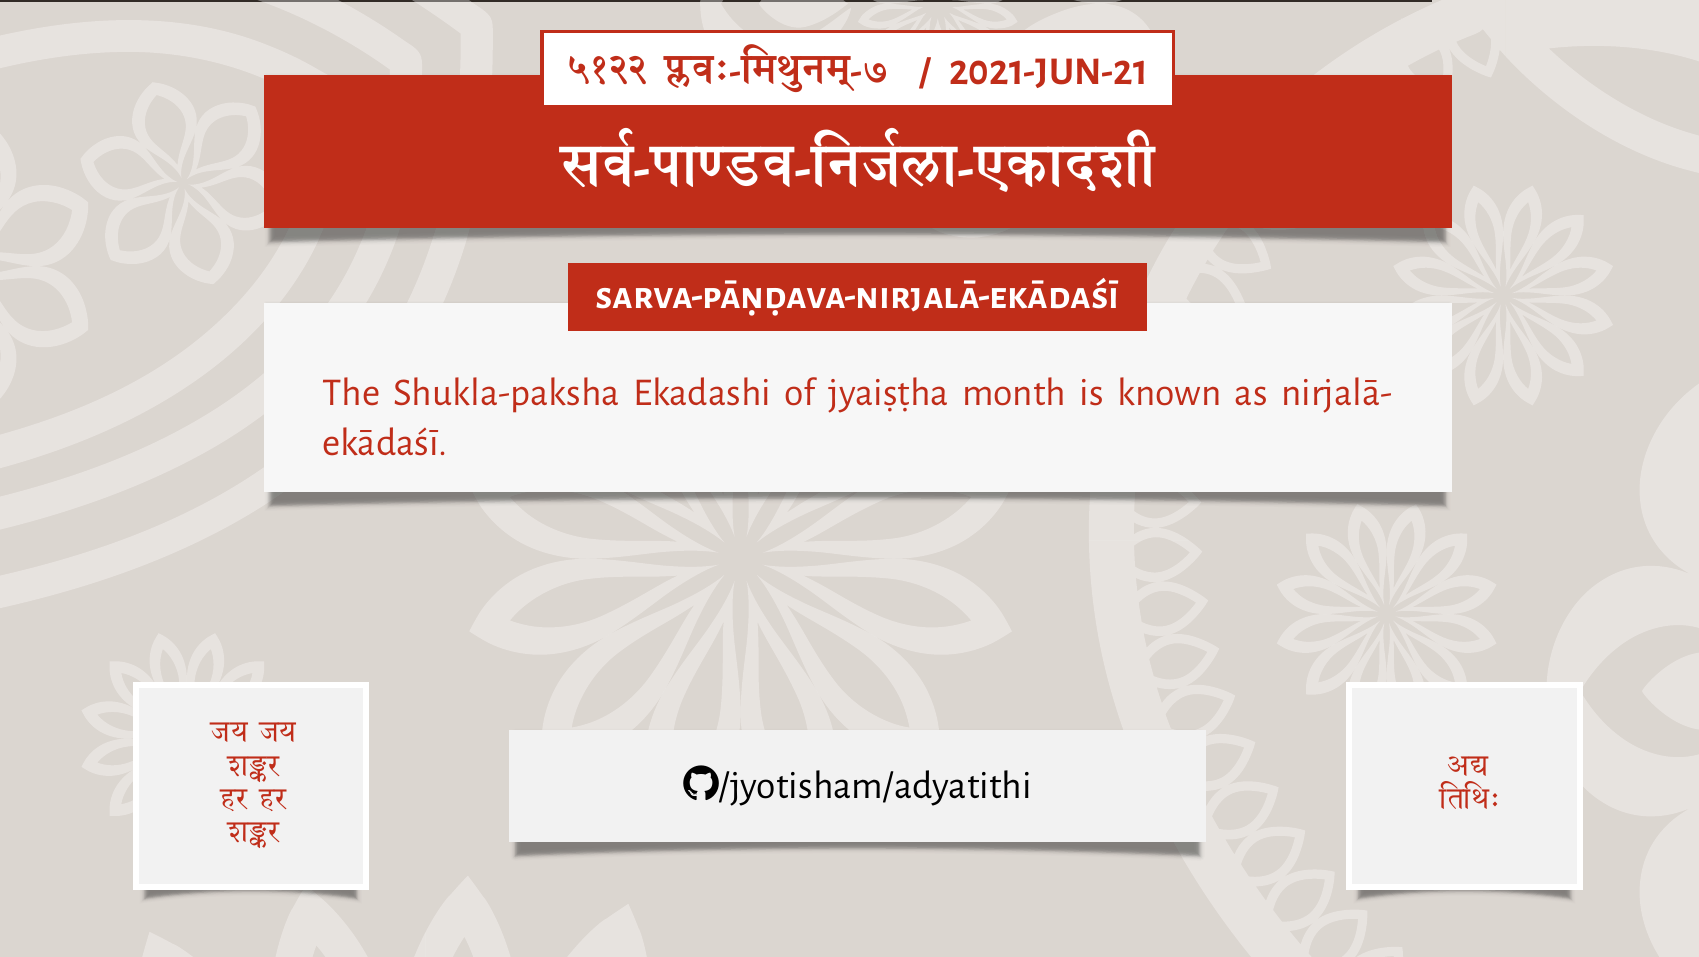 ५१२२ प्लवः-मिथुनम्-७ / 2021-JUN-21
सर्व-पाण्डव-निर्जला-एकादशी
SARVA-PĀṆḌAVA-NIRJALĀ-EKĀDAŚĪ
The Shukla-paksha Ekadashi of jyaiṣṭha month is known as nirjalā-
ekādaśī.
जय जय
शङ्कर
हर हर
शङ्कर
/jyotisham/adyatithi
अद्य
तिथिः